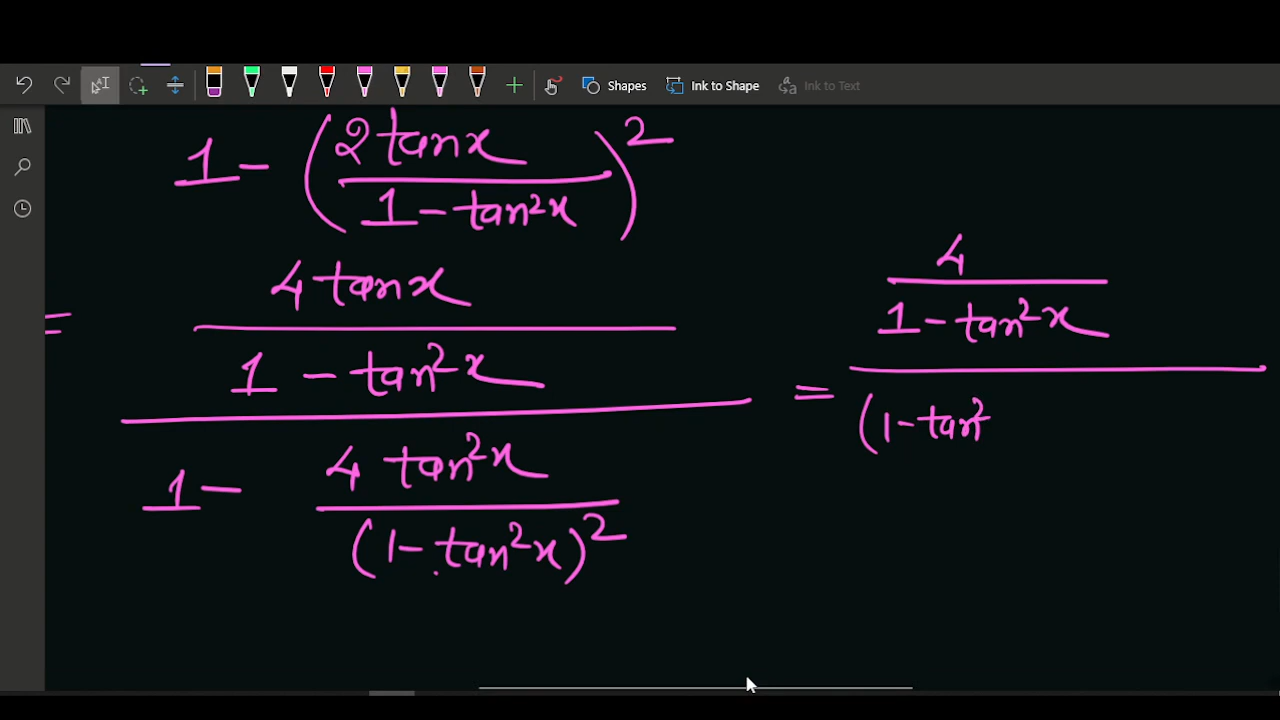 Shapes Ink to Shape Ink to Text
1 - (2 tan x / 1 - tan²x)²
= 4 tan x / 1 - tan²x
1 - 4 tan²x / (1 - tan²x)²
= 4 / 1 - tan²x
(1 - tan²